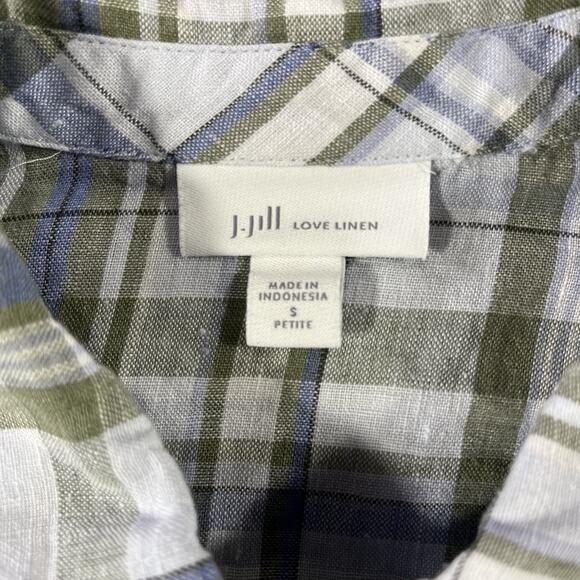 J.Jill LOVE LINEN
MADE IN
INDONESIA
S
PETITE